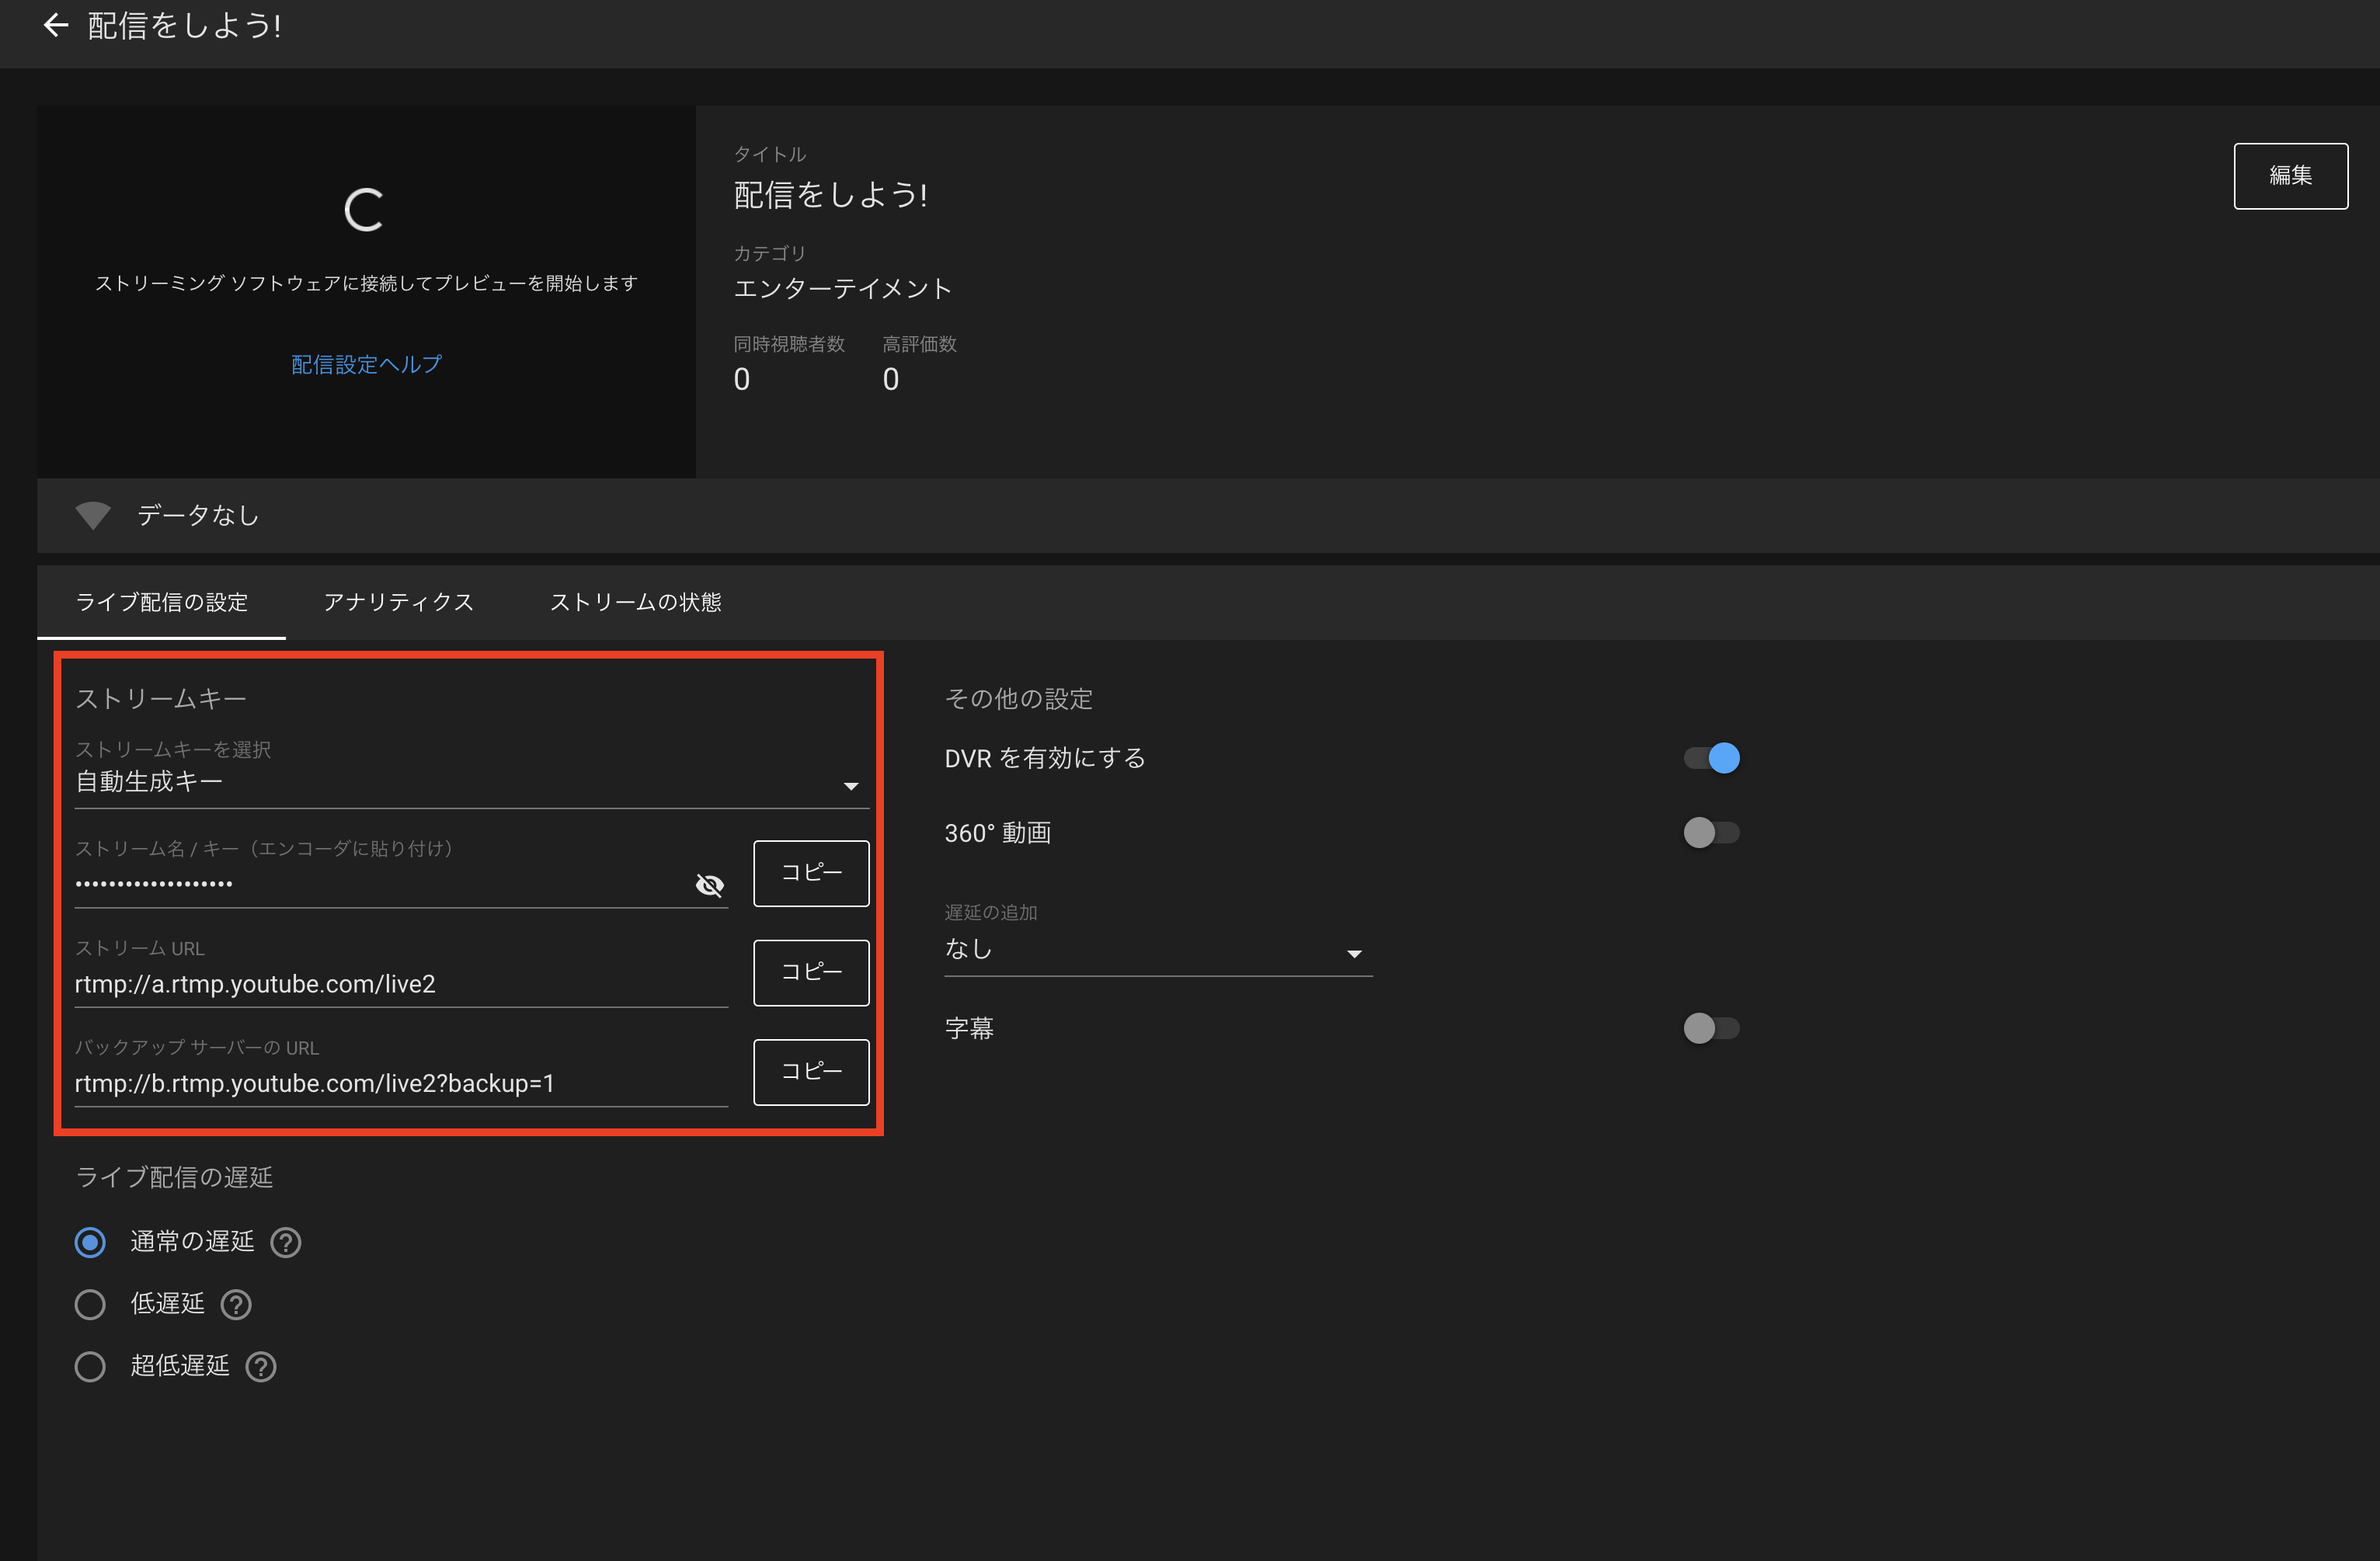 配信をしよう!
タイトル
配信をしよう!
編集
カテゴリ
エンターテイメント
同時視聴者数 高評価数
0 0
ストリーミング ソフトウェアに接続してプレビューを開始します
配信設定ヘルプ
データなし
ライブ配信の設定 アナリティクス ストリームの状態
ストリームキー
ストリームキーを選択
自動生成キー
ストリーム名 / キー（エンコーダに貼り付け）
•••••••••••••••••••
コピー
ストリーム URL
rtmp://a.rtmp.youtube.com/live2
コピー
バックアップ サーバーの URL
rtmp://b.rtmp.youtube.com/live2?backup=1
コピー
ライブ配信の遅延
通常の遅延 ?
低遅延 ?
超低遅延 ?
その他の設定
DVR を有効にする
360° 動画
遅延の追加
なし
字幕